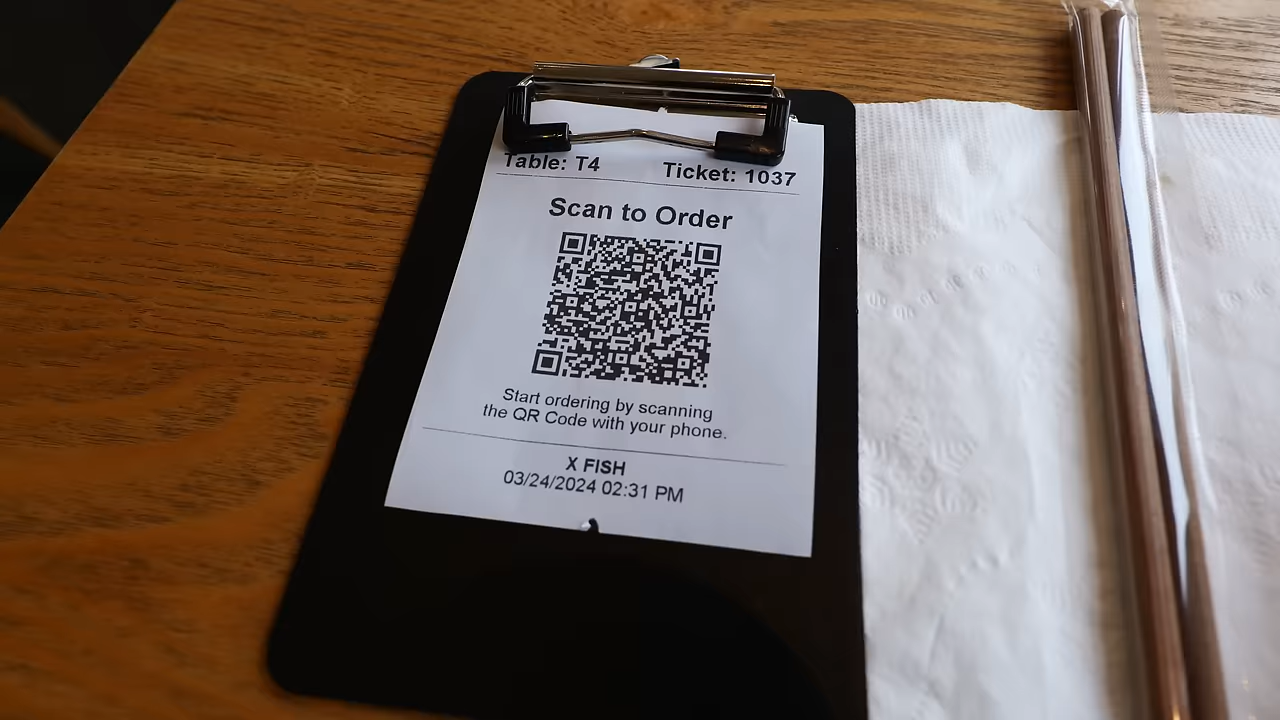 Table: T4 Ticket: 1037
Scan to Order
Start ordering by scanning
the QR Code with your phone.
X FISH
03/24/2024 02:31 PM